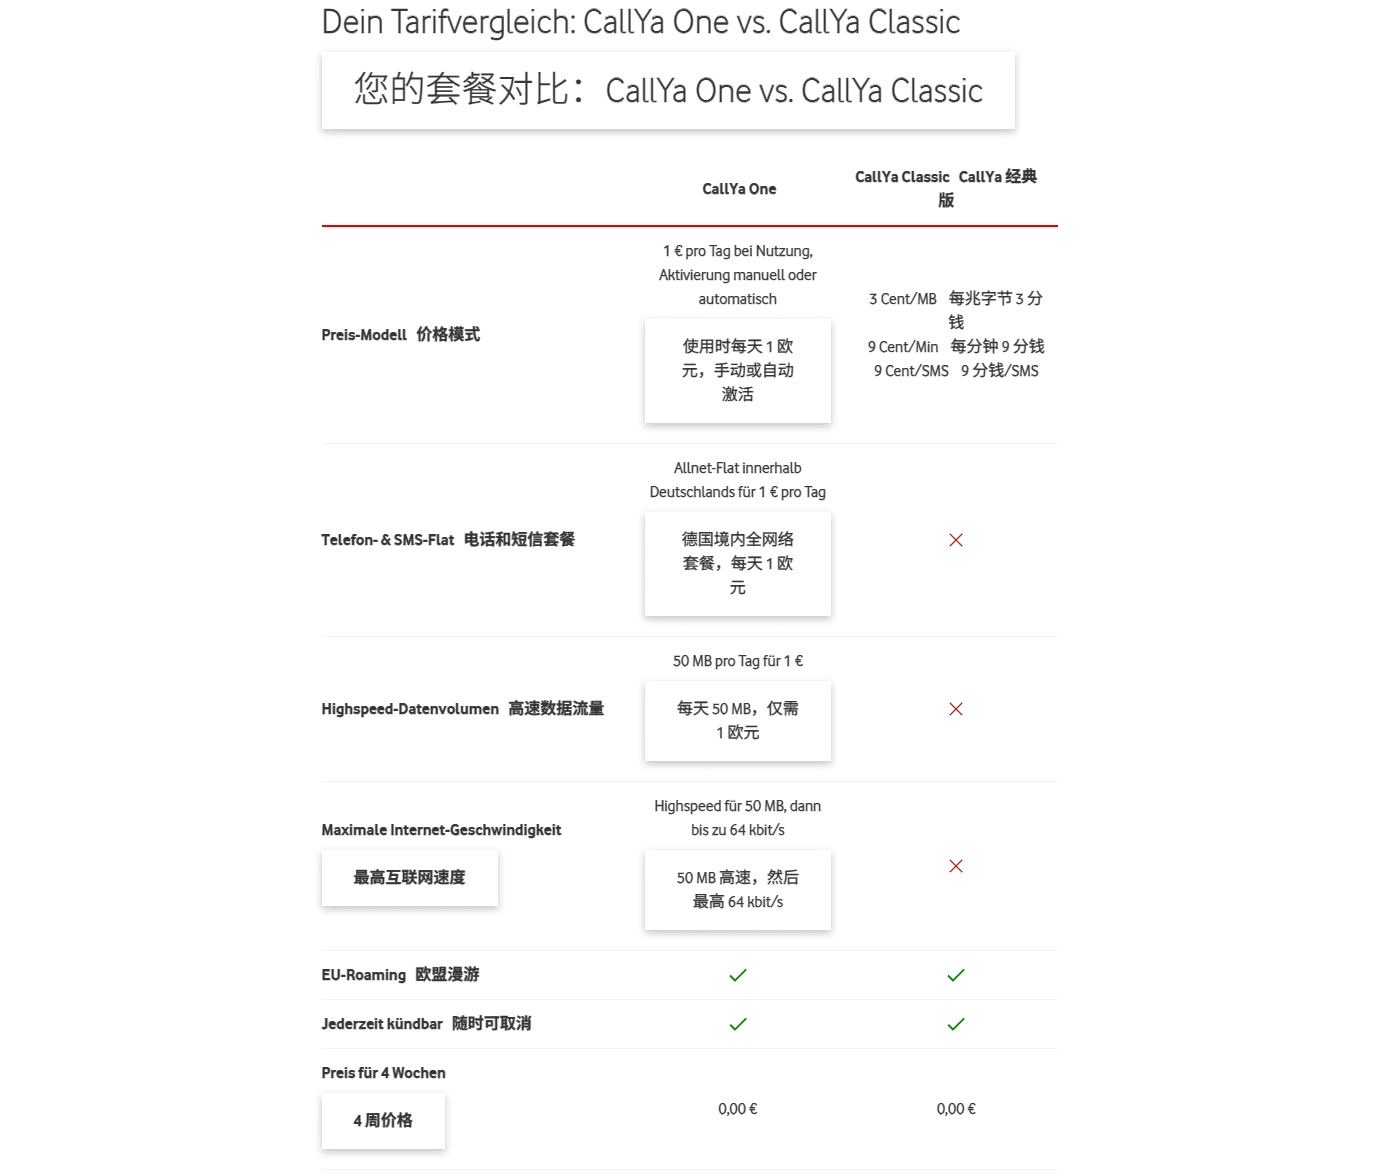 Dein Tarifvergleich: CallYa One vs. CallYa Classic
您的套餐对比：CallYa One vs. CallYa Classic
CallYa One
CallYa Classic CallYa 经典
版
Preis-Modell 价格模式
1 € pro Tag bei Nutzung,
Aktivierung manuell oder
automatisch
使用时每天 1 欧
元，手动或自动
激活
3 Cent/MB 每兆字节 3 分
钱
9 Cent/Min 每分钟 9 分钱
9 Cent/SMS 9 分钱/SMS
Telefon- & SMS-Flat 电话和短信套餐
Allnet-Flat innerhalb
Deutschlands für 1 € pro Tag
德国境内全网络
套餐，每天 1 欧
元
Highspeed-Datenvolumen 高速数据流量
50 MB pro Tag für 1 €
每天 50 MB，仅需
1 欧元
Maximale Internet-Geschwindigkeit
最高互联网速度
Highspeed für 50 MB, dann
bis zu 64 kbit/s
50 MB 高速，然后
最高 64 kbit/s
EU-Roaming 欧盟漫游
Jederzeit kündbar 随时可取消
Preis für 4 Wochen
4 周价格
0,00 €
0,00 €